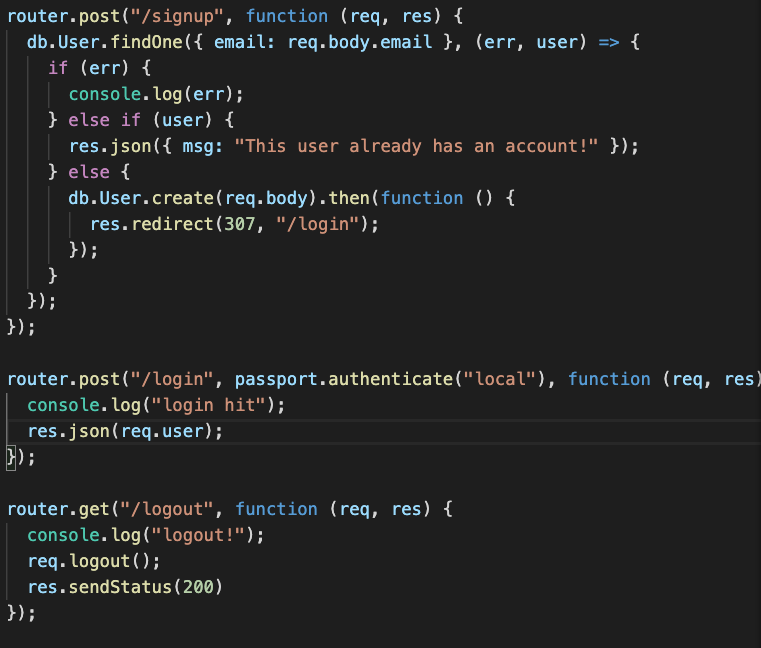 router.post("/signup", function (req, res) {
  db.User.findOne({ email: req.body.email }, (err, user) => {
    if (err) {
      console.log(err);
    } else if (user) {
      res.json({ msg: "This user already has an account!" });
    } else {
      db.User.create(req.body).then(function () {
        res.redirect(307, "/login");
      });
    }
  });
});

router.post("/login", passport.authenticate("local"), function (req, res)
  console.log("login hit");
  res.json(req.user);
});

router.get("/logout", function (req, res) {
  console.log("logout!");
  req.logout();
  res.sendStatus(200)
});